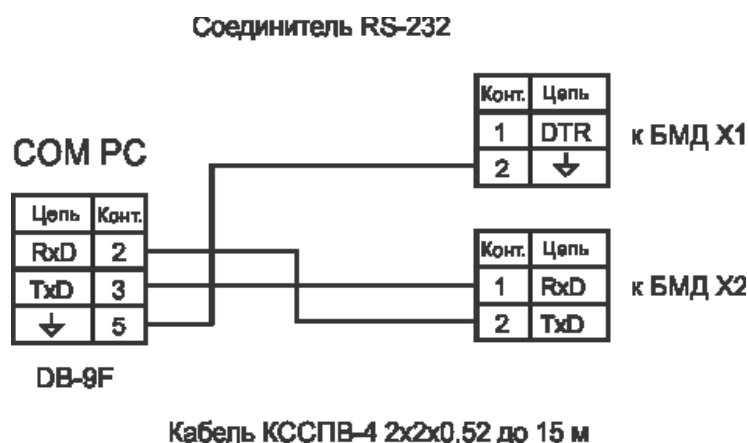 Соединитель RS-232
Конт. Цепь
1 DTR
2
к БМД X1
COM PC
Цепь Конт.
RxD 2
TxD 3
5
DB-9F
Конт. Цепь
1 RxD
2 TxD
к БМД X2
Кабель КССПВ-4 2х2х0,52 до 15 м